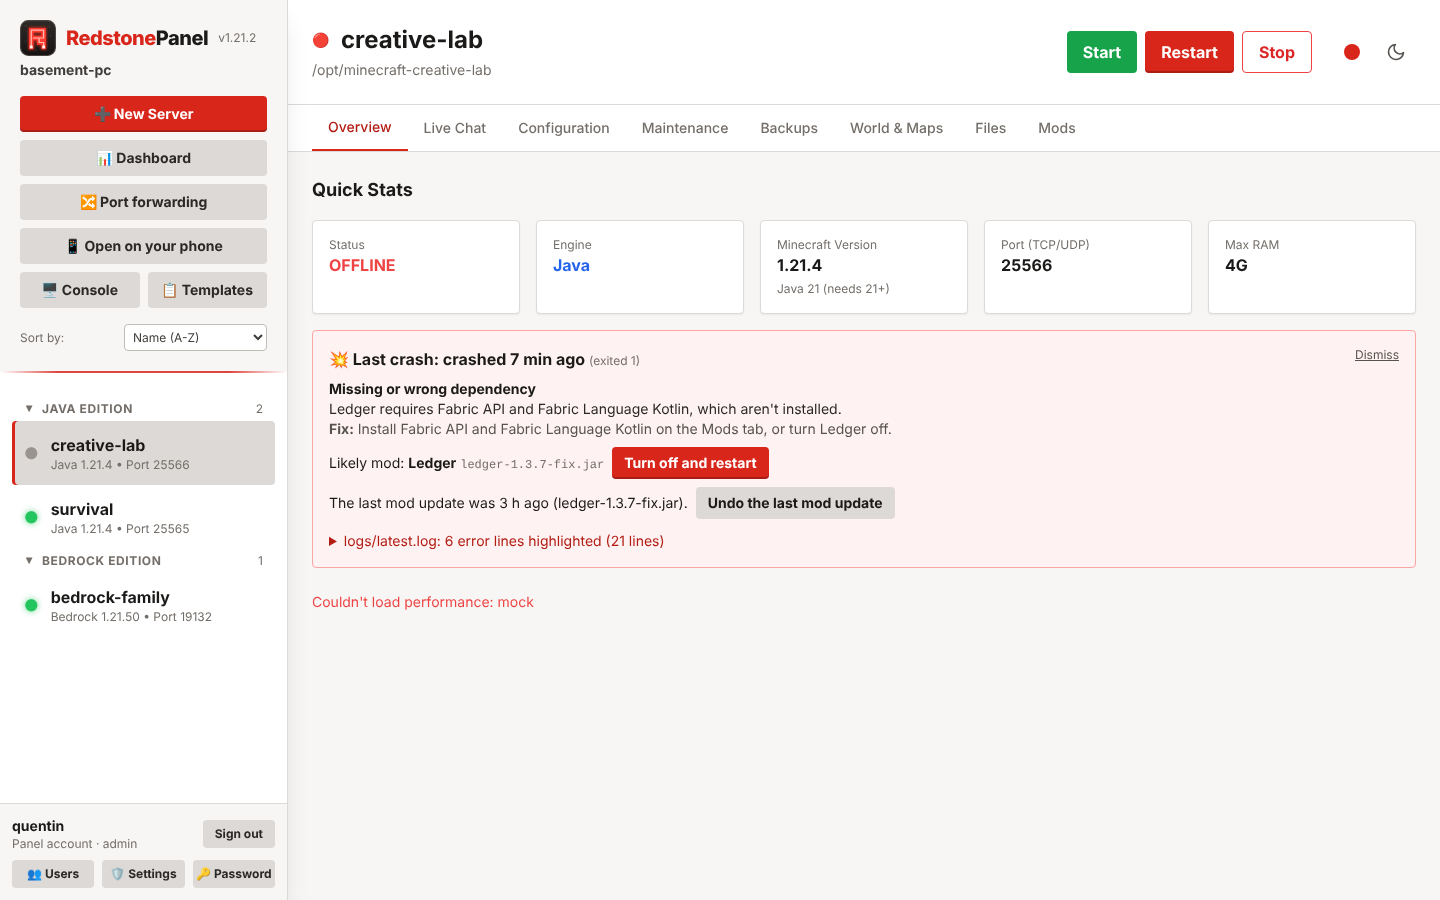 RedstonePanel v1.21.2
basement-pc
➕ New Server
📊 Dashboard
🔀 Port forwarding
📱 Open on your phone
🖥️ Console
📋 Templates
Sort by:
Name (A-Z)
▼ JAVA EDITION 2
creative-lab
Java 1.21.4 • Port 25566
survival
Java 1.21.4 • Port 25565
▼ BEDROCK EDITION 1
bedrock-family
Bedrock 1.21.50 • Port 19132
quentin
Panel account · admin
Sign out
👥 Users
🛡️ Settings
🔑 Password
creative-lab
/opt/minecraft-creative-lab
Start
Restart
Stop
Overview
Live Chat
Configuration
Maintenance
Backups
World & Maps
Files
Mods
Quick Stats
Status
OFFLINE
Engine
Java
Minecraft Version
1.21.4
Java 21 (needs 21+)
Port (TCP/UDP)
25566
Max RAM
4G
💥 Last crash: crashed 7 min ago (exited 1)
Dismiss
Missing or wrong dependency
Ledger requires Fabric API and Fabric Language Kotlin, which aren't installed.
Fix: Install Fabric API and Fabric Language Kotlin on the Mods tab, or turn Ledger off.
Likely mod: Ledger ledger-1.3.7-fix.jar Turn off and restart
The last mod update was 3 h ago (ledger-1.3.7-fix.jar). Undo the last mod update
▶ logs/latest.log: 6 error lines highlighted (21 lines)
Couldn't load performance: mock